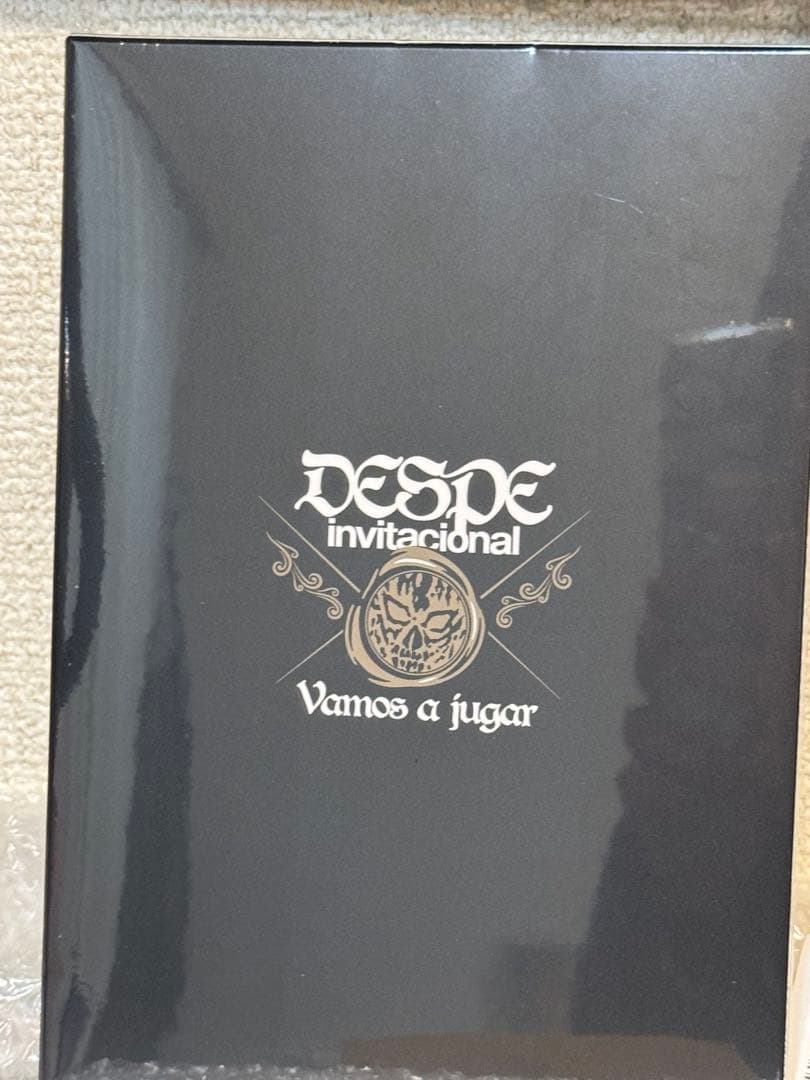 DESPE
invitacional
Vamos a jugar